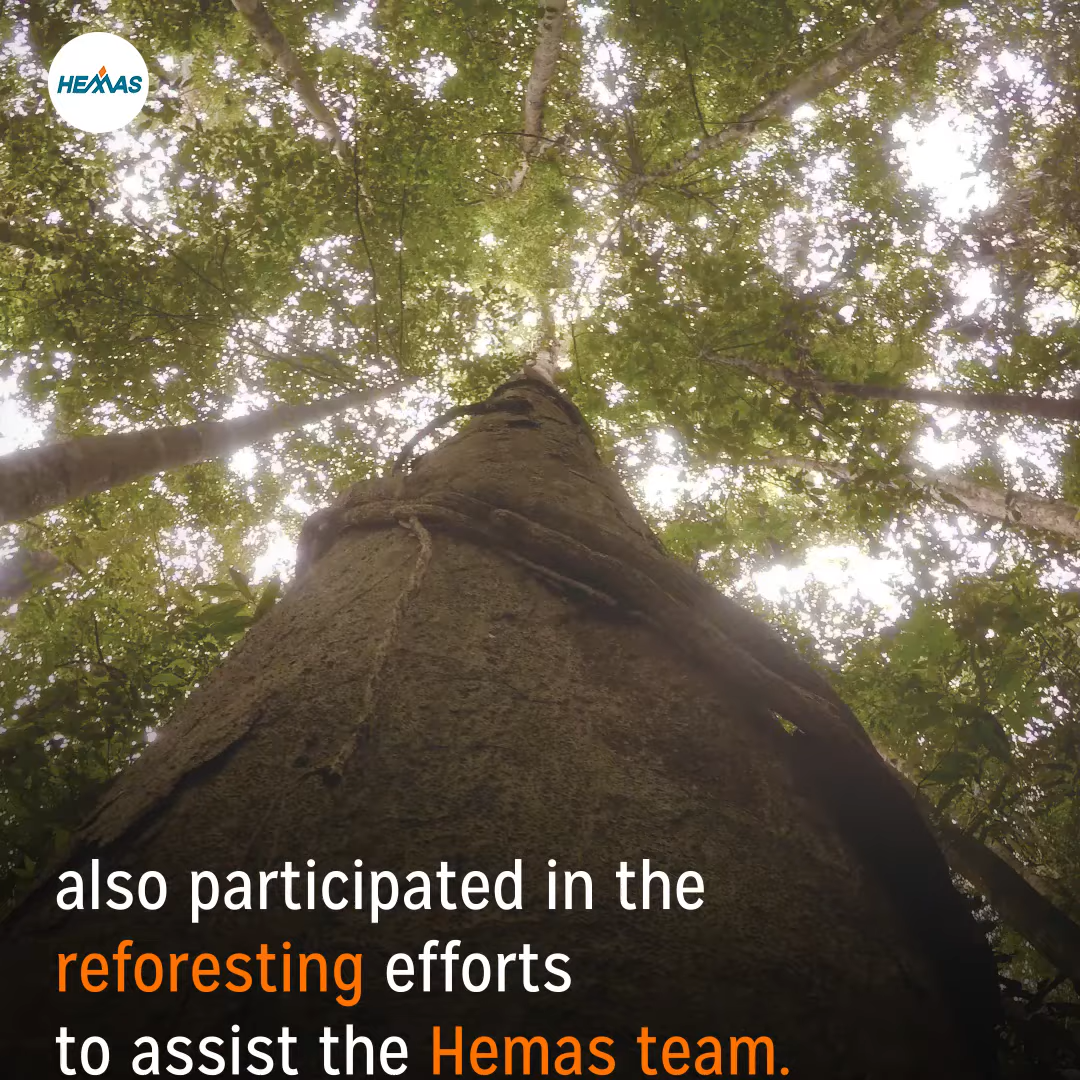 HEMAS
also participated in the
reforesting efforts
to assist the Hemas team.